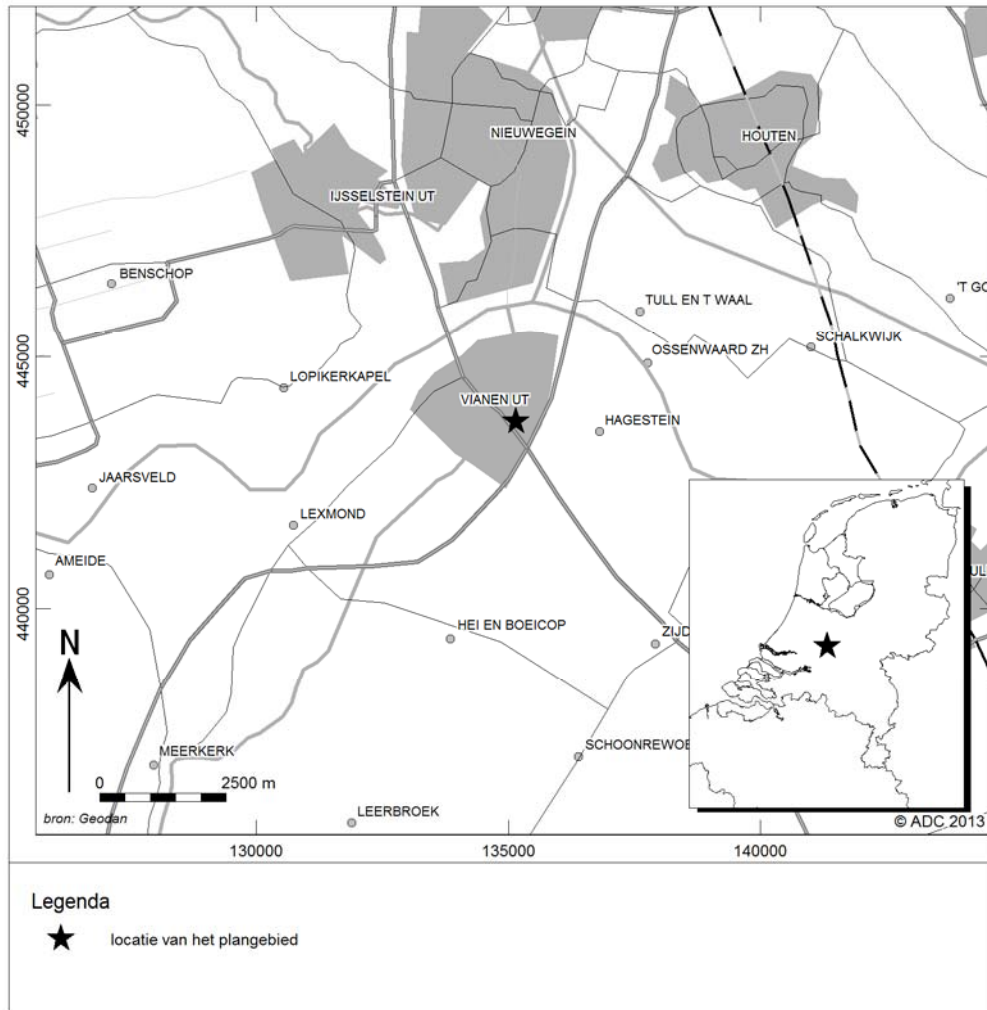 450000
445000
440000
NIEUWEGEIN
HOUTEN
IJSSELSTEIN UT
BENSCHOP
TULL EN T WAAL
'T GO
SCHALKWIJK
OSSENWAARD ZH
LOPIKERKAPEL
VIANEN UT
HAGESTEIN
JAARSVELD
LEXMOND
AMEIDE
HEI EN BOEICOP
ZIJD
N
SCHOONREWOE
MEERKERK
0 2500 m
LEERBROEK
bron: Geodan
© ADC 2013
130000 135000 140000
Legenda
locatie van het plangebied